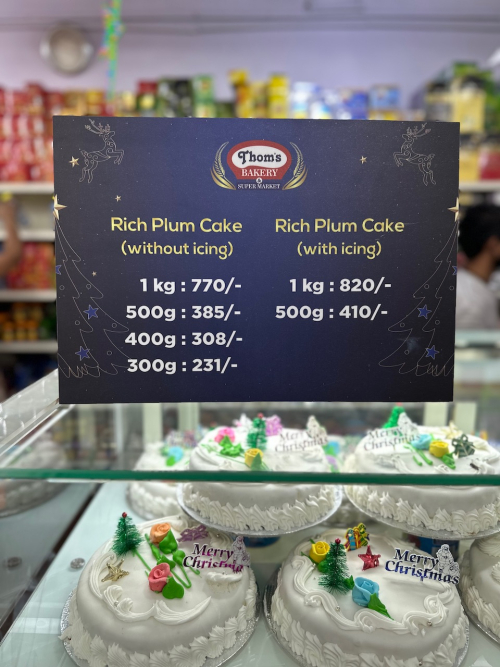 Thom's
BAKERY
&
SUPER MARKET
Rich Plum Cake
(without icing)
1 kg : 770/-
500g : 385/-
400g : 308/-
300g : 231/-
Rich Plum Cake
(with icing)
1 kg : 820/-
500g : 410/-
Merry
Christmas
Merry
Christmas
Merry
Christmas
Merry
Christmas